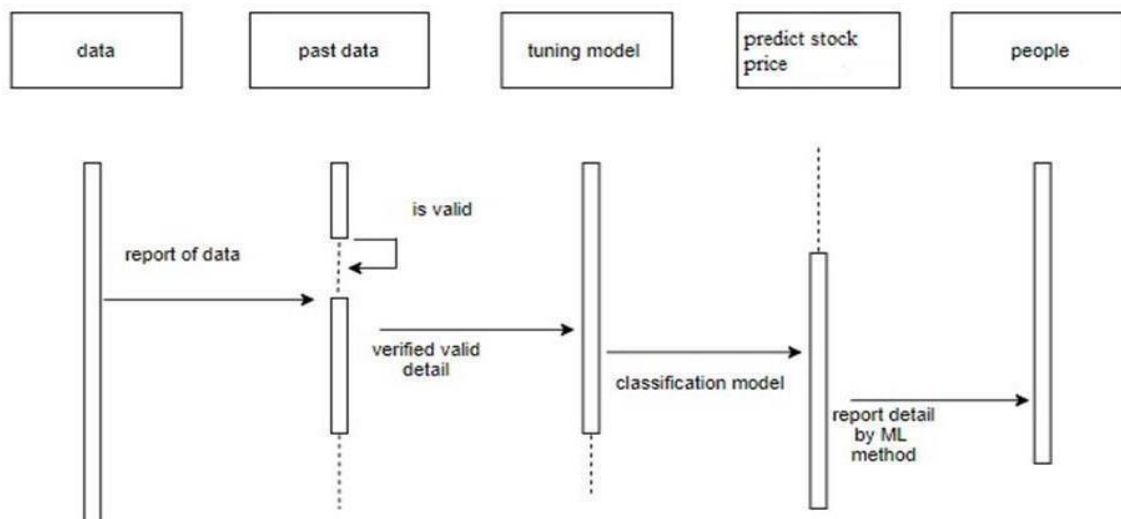 data
past data
tuning model
predict stock
price
people
is valid
report of data
verified valid
detail
classification model
report detail
by ML
method